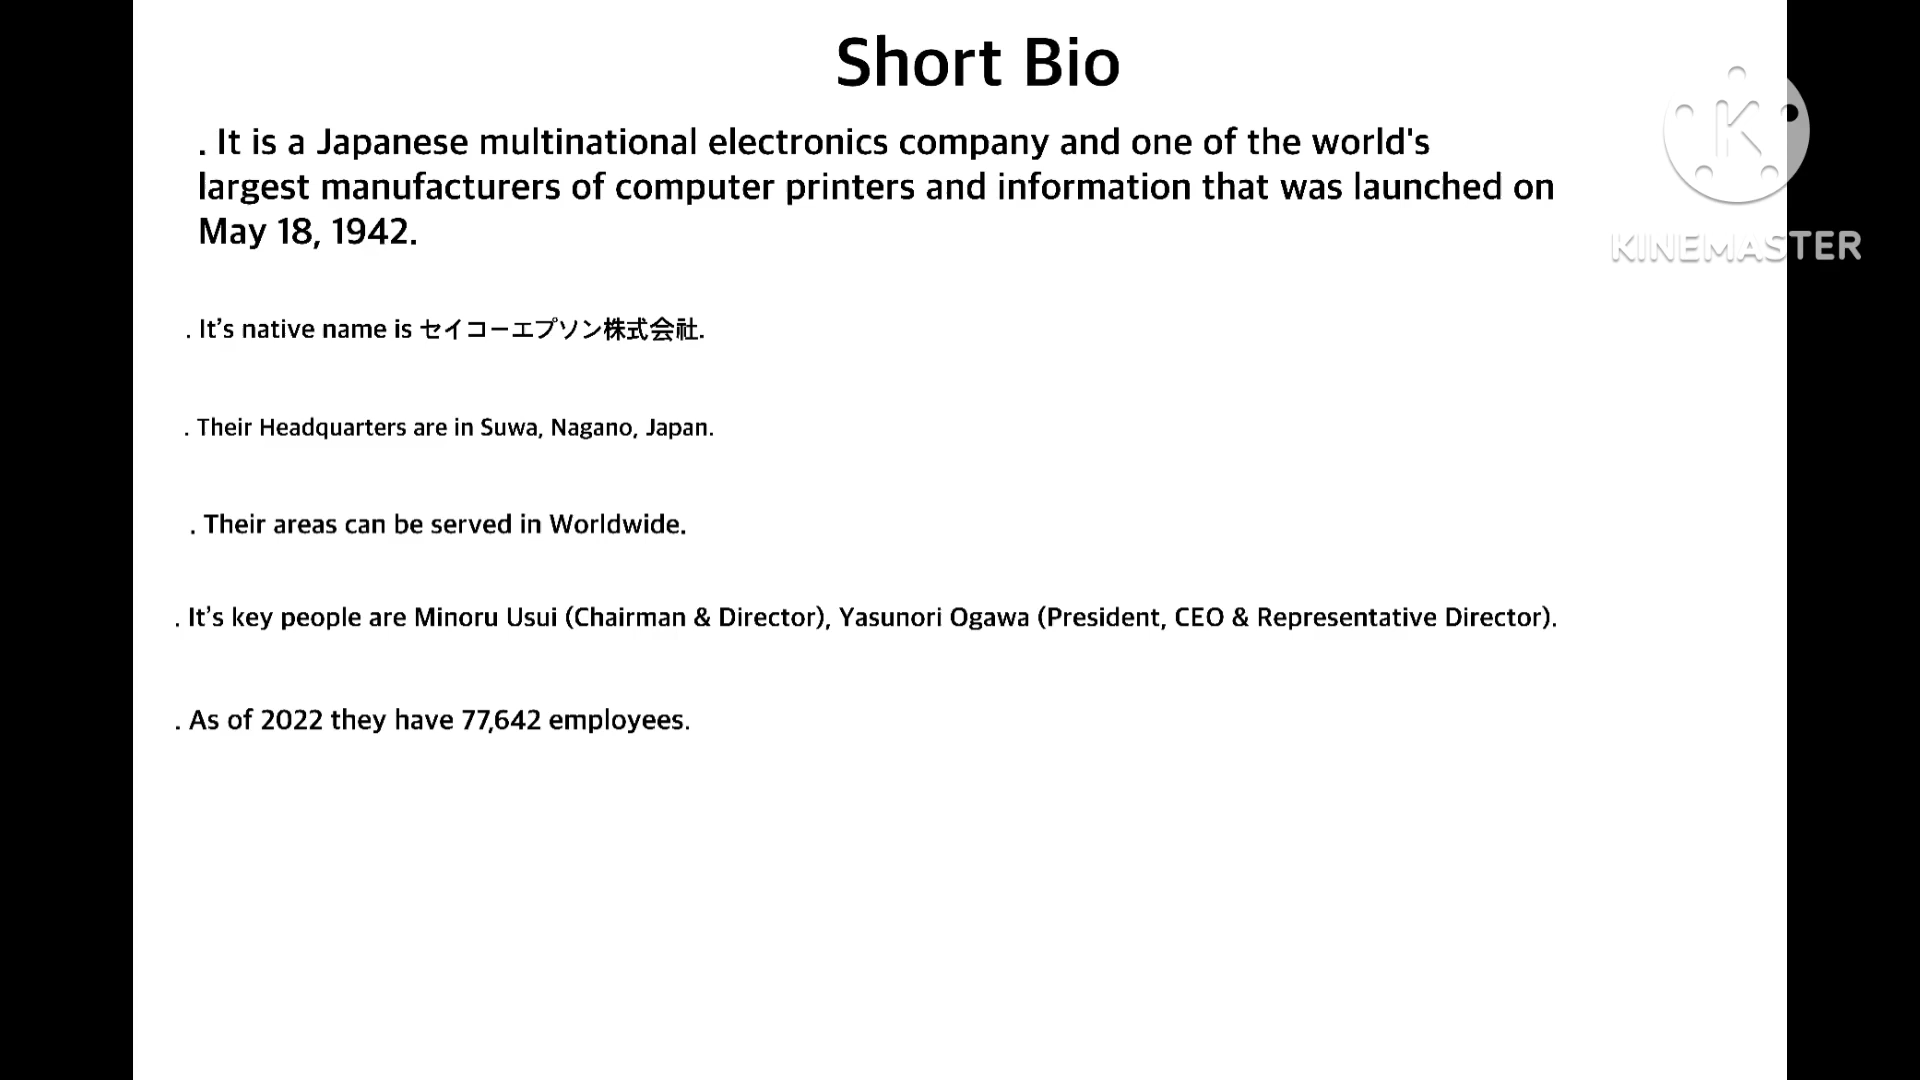 Short Bio
. It is a Japanese multinational electronics company and one of the world's
largest manufacturers of computer printers and information that was launched on
May 18, 1942.
KINEMASTER
. It’s native name is セイコーエプソン株式会社.
. Their Headquarters are in Suwa, Nagano, Japan.
. Their areas can be served in Worldwide.
. It’s key people are Minoru Usui (Chairman & Director), Yasunori Ogawa (President, CEO & Representative Director).
. As of 2022 they have 77,642 employees.